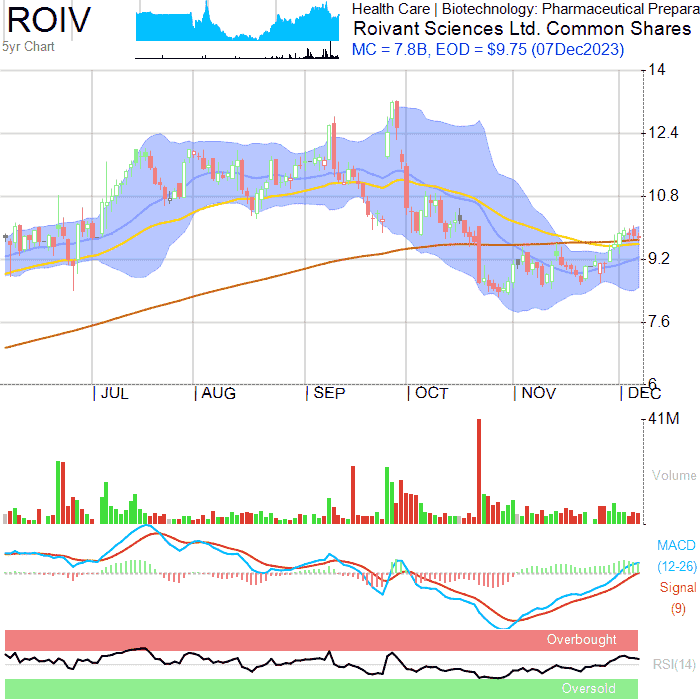 ROIV
5yr Chart
Health Care | Biotechnology: Pharmaceutical Prepara
Roivant Sciences Ltd. Common Shares
MC = 7.8B, EOD = $9.75 (07Dec2023)
14
12.4
10.8
9.2
7.6
6
JUL AUG SEP OCT NOV DEC
41M
Volume
MACD
(12-26)
Signal
(9)
Overbought
RSI(14)
Oversold